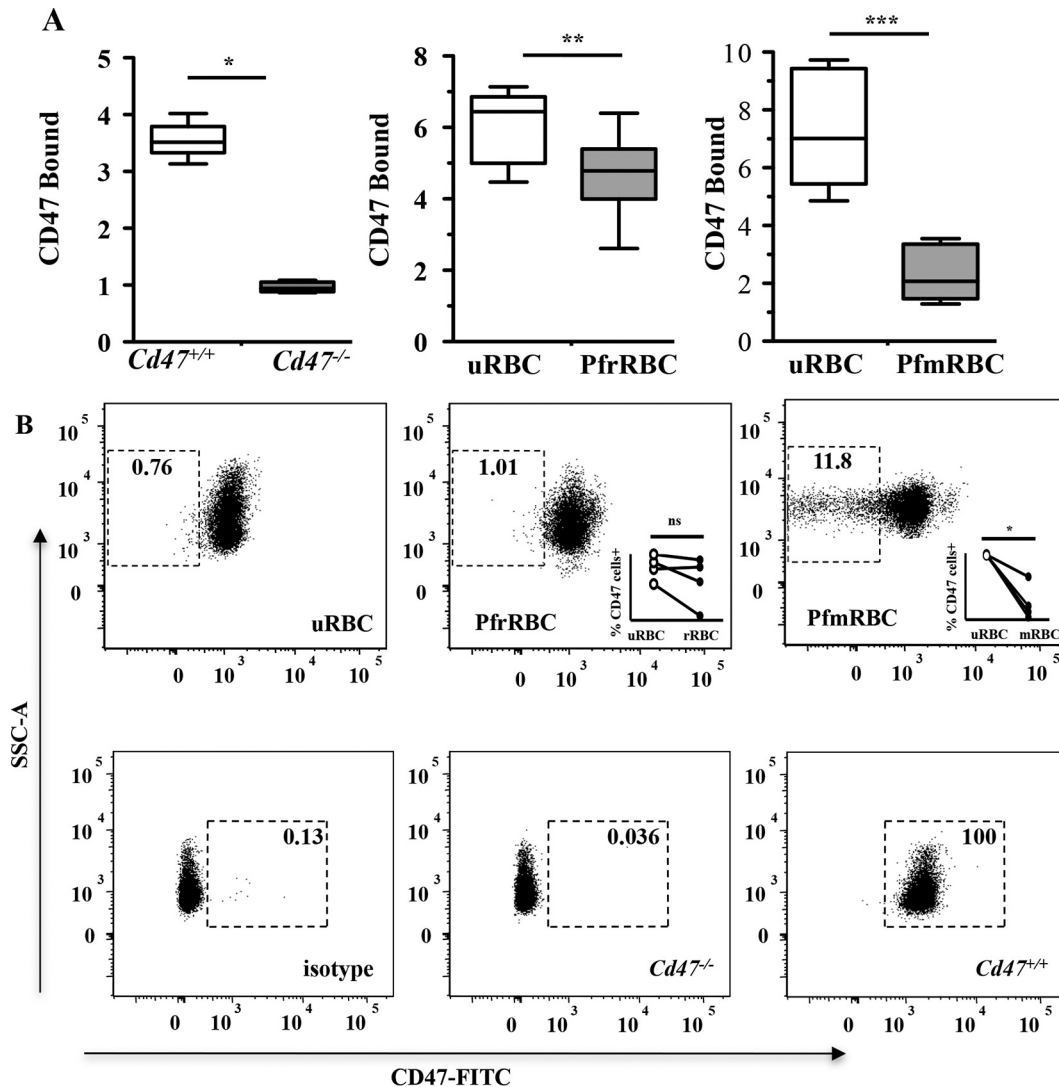 A
CD47 Bound
5
4
3
2
1
0
*
Cd47+/+
Cd47-/-
CD47 Bound
8
6
4
2
0
**
uRBC
PfrRBC
CD47 Bound
10
8
6
4
2
0
***
uRBC
PfmRBC
B
SSC-A
10 5
10 4
10 3
0
0.76
uRBC
0
10 3
10 4
10 5
10 5
10 4
10 3
0
1.01
PfrRBC
ns
% CD47 cells+
uRBC
rRBC
0
10 3
10 4
10 5
10 5
10 4
10 3
0
11.8
PfmRBC
*
% CD47 cells+
uRBC
mRBC
0
10 3
10 4
10 5
10 5
10 4
10 3
0
0.13
isotype
0
10 3
10 4
10 5
10 5
10 4
10 3
0
0.036
Cd47-/-
0
10 3
10 4
10 5
10 5
10 4
10 3
0
100
Cd47+/+
0
10 3
10 4
10 5
CD47-FITC